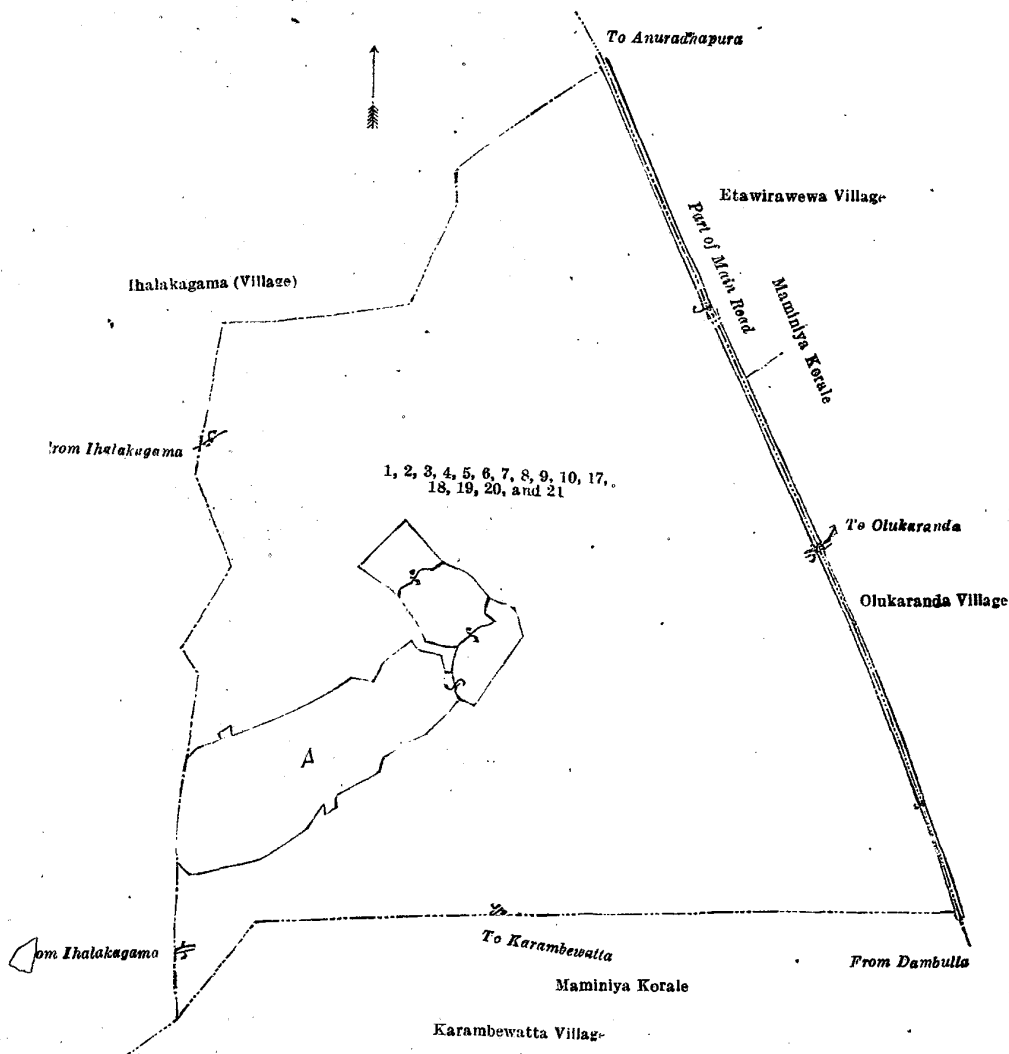 To Anuradhapura
Etawirawewa Village
Part of Main Road
Ihalakagama (Village)
Maminiya Korale
from Ihalakagama
1, 2, 3, 4, 5, 6, 7, 8, 9, 10, 17,
18, 19, 20, and 21
To Olukaranda
Olukaranda Village
A
om Ihalakagama
To Karambewatta
From Dambulla
Maminiya Korale
Karambewatta Village